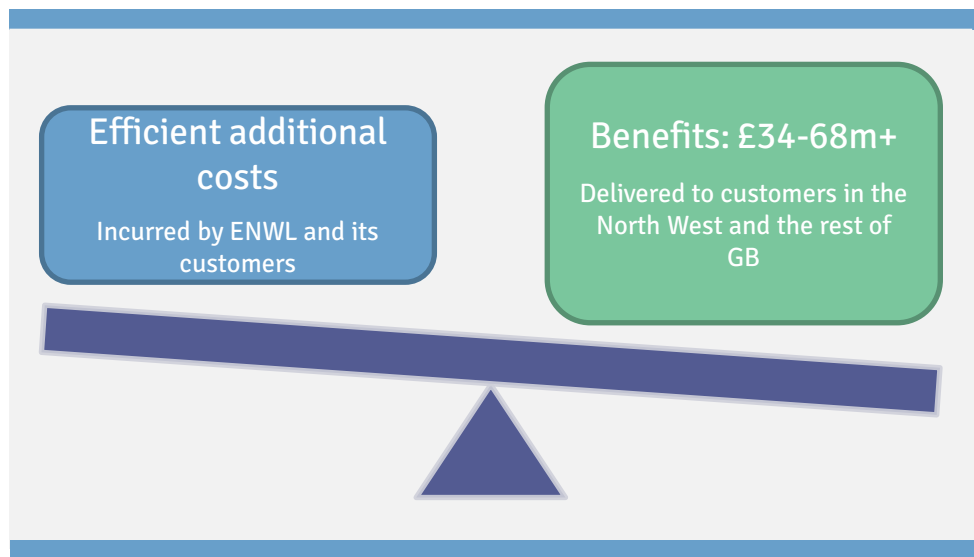 Efficient additional
costs
Incurred by ENWL and its
customers
Benefits: £34-68m+
Delivered to customers in the
North West and the rest of
GB